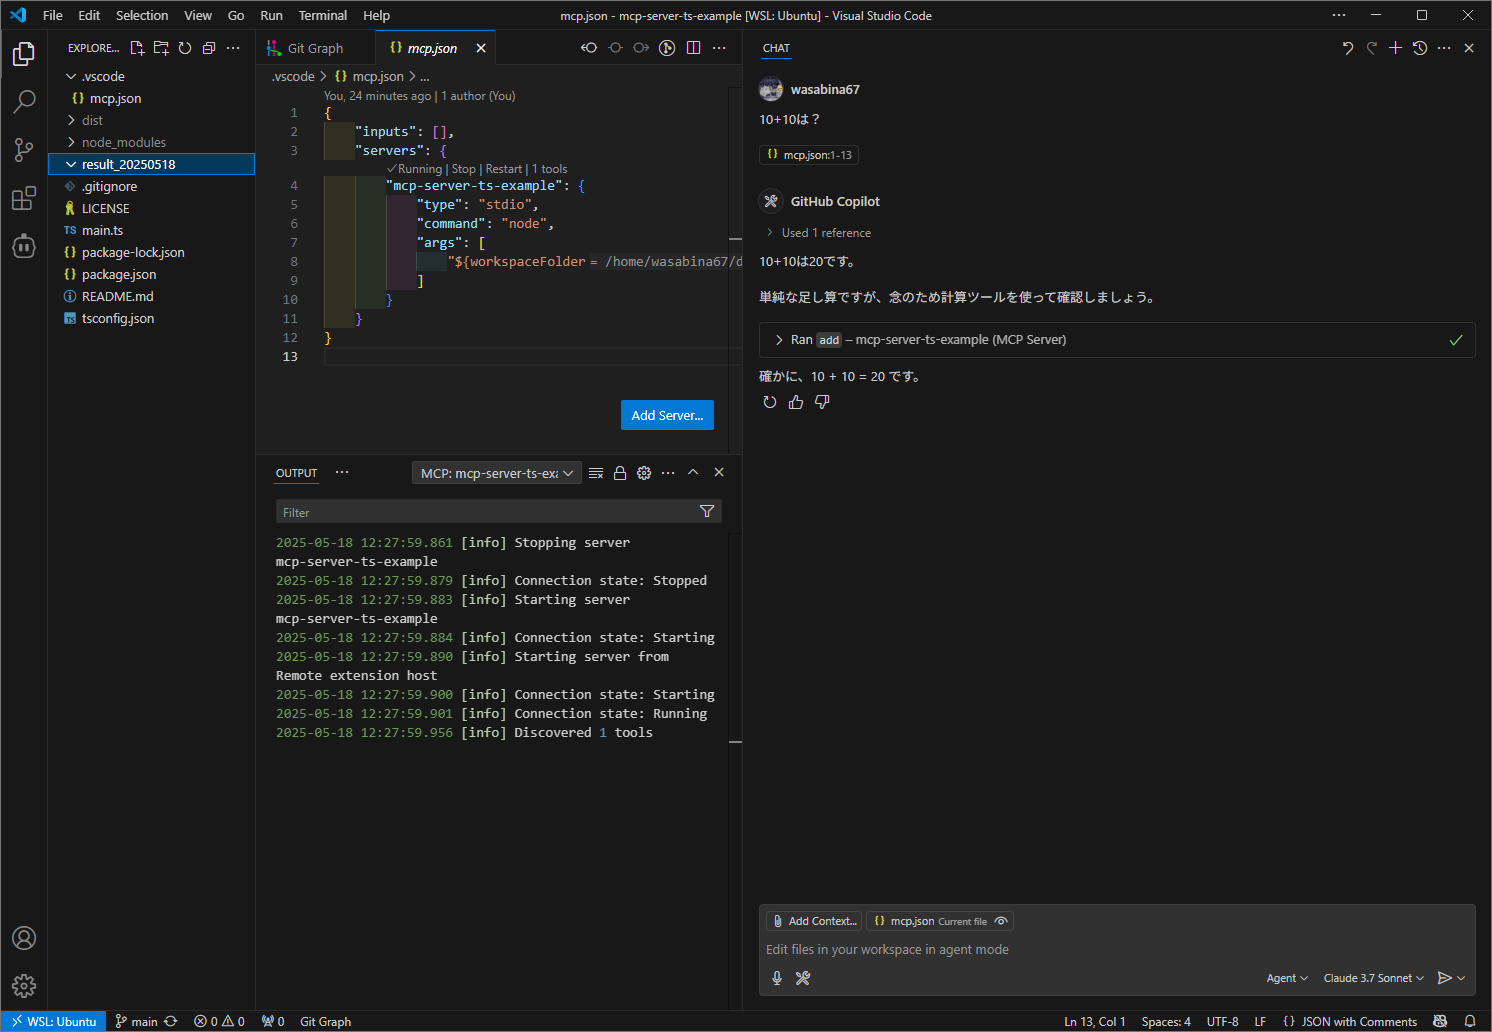 File Edit Selection View Go Run Terminal Help
mcp.json - mcp-server-ts-example [WSL: Ubuntu] - Visual Studio Code
EXPLORE...
.vscode
mcp.json
dist
node_modules
result_20250518
.gitignore
LICENSE
TS main.ts
package-lock.json
package.json
README.md
tsconfig.json
Git Graph
{} mcp.json
.vscode > {} mcp.json > ...
You, 24 minutes ago | 1 author (You)
1 {
2 "inputs": [],
3 "servers": {
✓Running | Stop | Restart | 1 tools
4 "mcp-server-ts-example": {
5 "type": "stdio",
6 "command": "node",
7 "args": [
8 "${workspaceFolder = /home/wasabina67/d
9 ]
10 }
11 }
12 }
13
Add Server...
OUTPUT
MCP: mcp-server-ts-exa
Filter
2025-05-18 12:27:59.861 [info] Stopping server
mcp-server-ts-example
2025-05-18 12:27:59.879 [info] Connection state: Stopped
2025-05-18 12:27:59.883 [info] Starting server
mcp-server-ts-example
2025-05-18 12:27:59.884 [info] Connection state: Starting
2025-05-18 12:27:59.890 [info] Starting server from
Remote extension host
2025-05-18 12:27:59.900 [info] Connection state: Starting
2025-05-18 12:27:59.901 [info] Connection state: Running
2025-05-18 12:27:59.956 [info] Discovered 1 tools
CHAT
wasabina67
10+10は？
{} mcp.json:1-13
GitHub Copilot
> Used 1 reference
10+10は20です。
単純な足し算ですが、念のため計算ツールを使って確認しましょう。
> Ran add – mcp-server-ts-example (MCP Server)
確かに、10 + 10 = 20 です。
Add Context... {} mcp.json Current file
Edit files in your workspace in agent mode
Agent Claude 3.7 Sonnet
WSL: Ubuntu main 0 0 0 Git Graph
Ln 13, Col 1 Spaces: 4 UTF-8 LF {} JSON with Comments